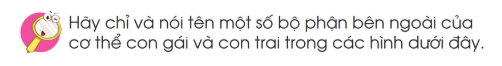 Hãy chỉ và nói tên một số bộ phận bên ngoài của
cơ thể con gái và con trai trong các hình dưới đây.